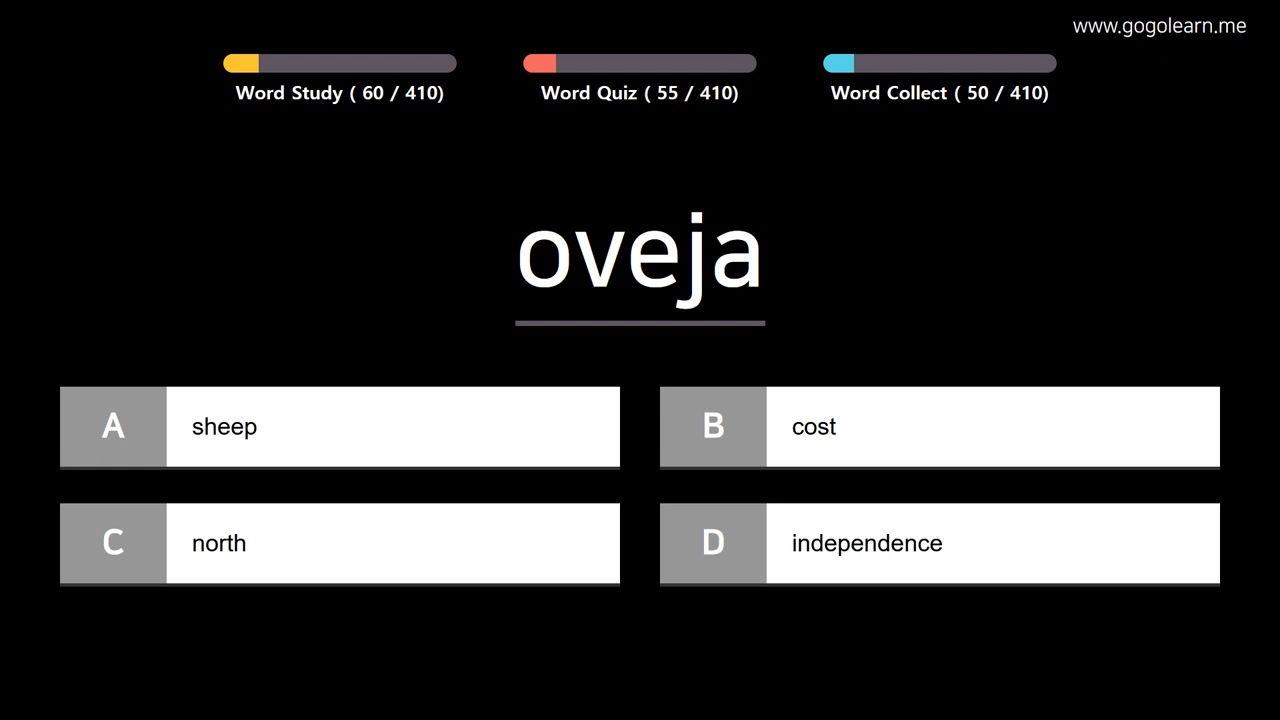 www.gogolearn.me
Word Study ( 60 / 410)
Word Quiz ( 55 / 410)
Word Collect ( 50 / 410)
oveja
A sheep
B cost
C north
D independence